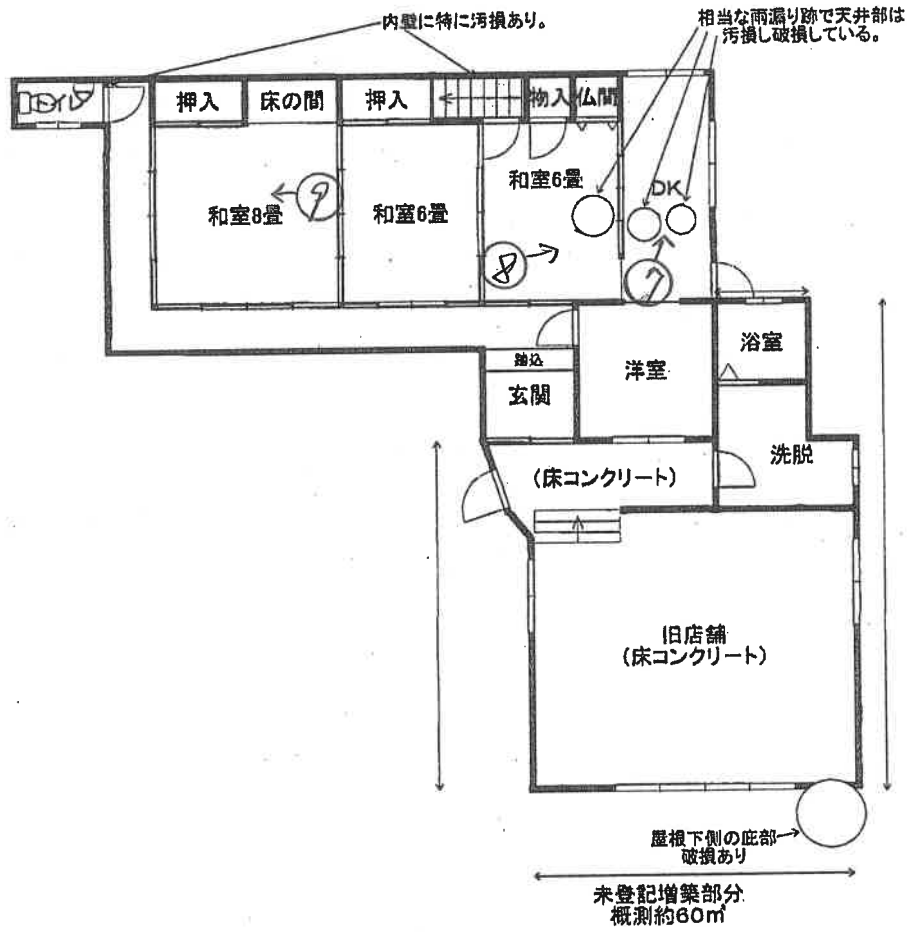 内壁に特に汚損あり。
相当な雨漏り跡で天井部は
汚損し破損している。
トイレ
押入
床の間
押入
物入
仏間
和室8畳
9
和室6畳
和室6畳
8
DK
7
浴室
踏込
玄関
洋室
洗脱
(床コンクリート)
旧店舗
(床コンクリート)
屋根下側の庇部
破損あり
未登記増築部分
概測約60㎡